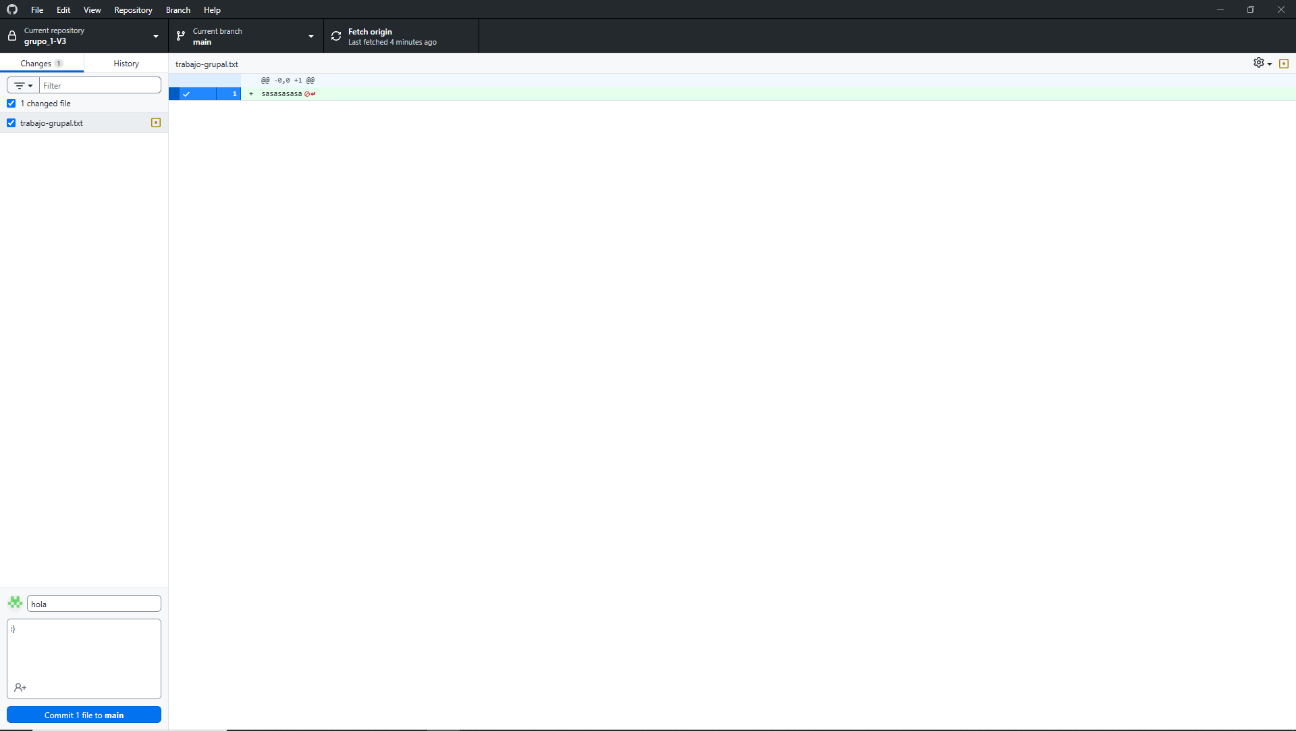 File Edit View Repository Branch Help
Current repository
grupo_1-V3
Current branch
main
Fetch origin
Last fetched 4 minutes ago
Changes 1
History
Filter
1 changed file
trabajo-grupal.txt
trabajo-grupal.txt
@@ -0,0 +1 @@
1 + sasasasasa
hola
:)
Commit 1 file to main